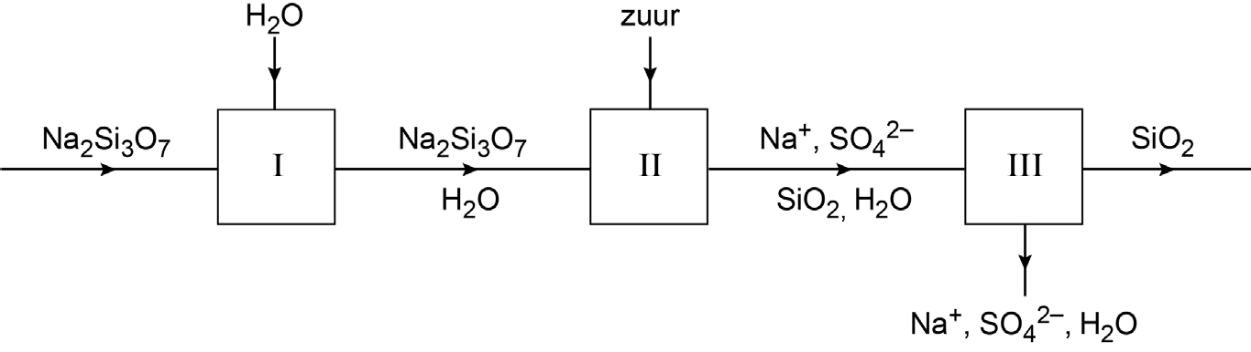 H₂O
zuur
Na₂Si₃O₇
I
Na₂Si₃O₇
H₂O
II
Na⁺, SO₄²⁻
SiO₂, H₂O
III
SiO₂
Na⁺, SO₄²⁻, H₂O